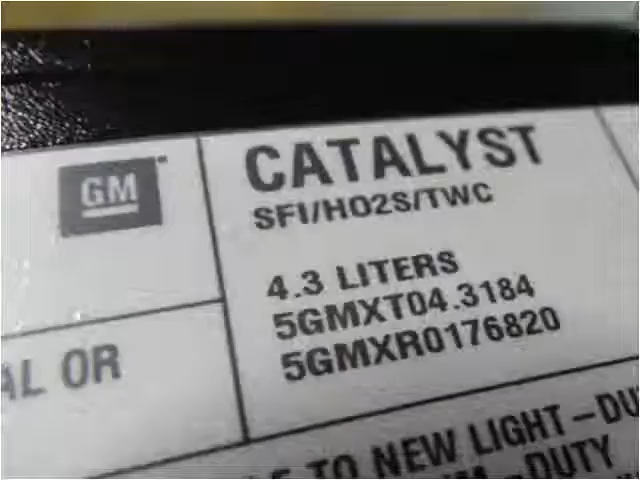 GM
CATALYST
SFI/HO2S/TWC
4.3 LITERS
5GMXT04.3184
5GMXR0176820
AL OR
TO NEW LIGHT-DU
-DUTY